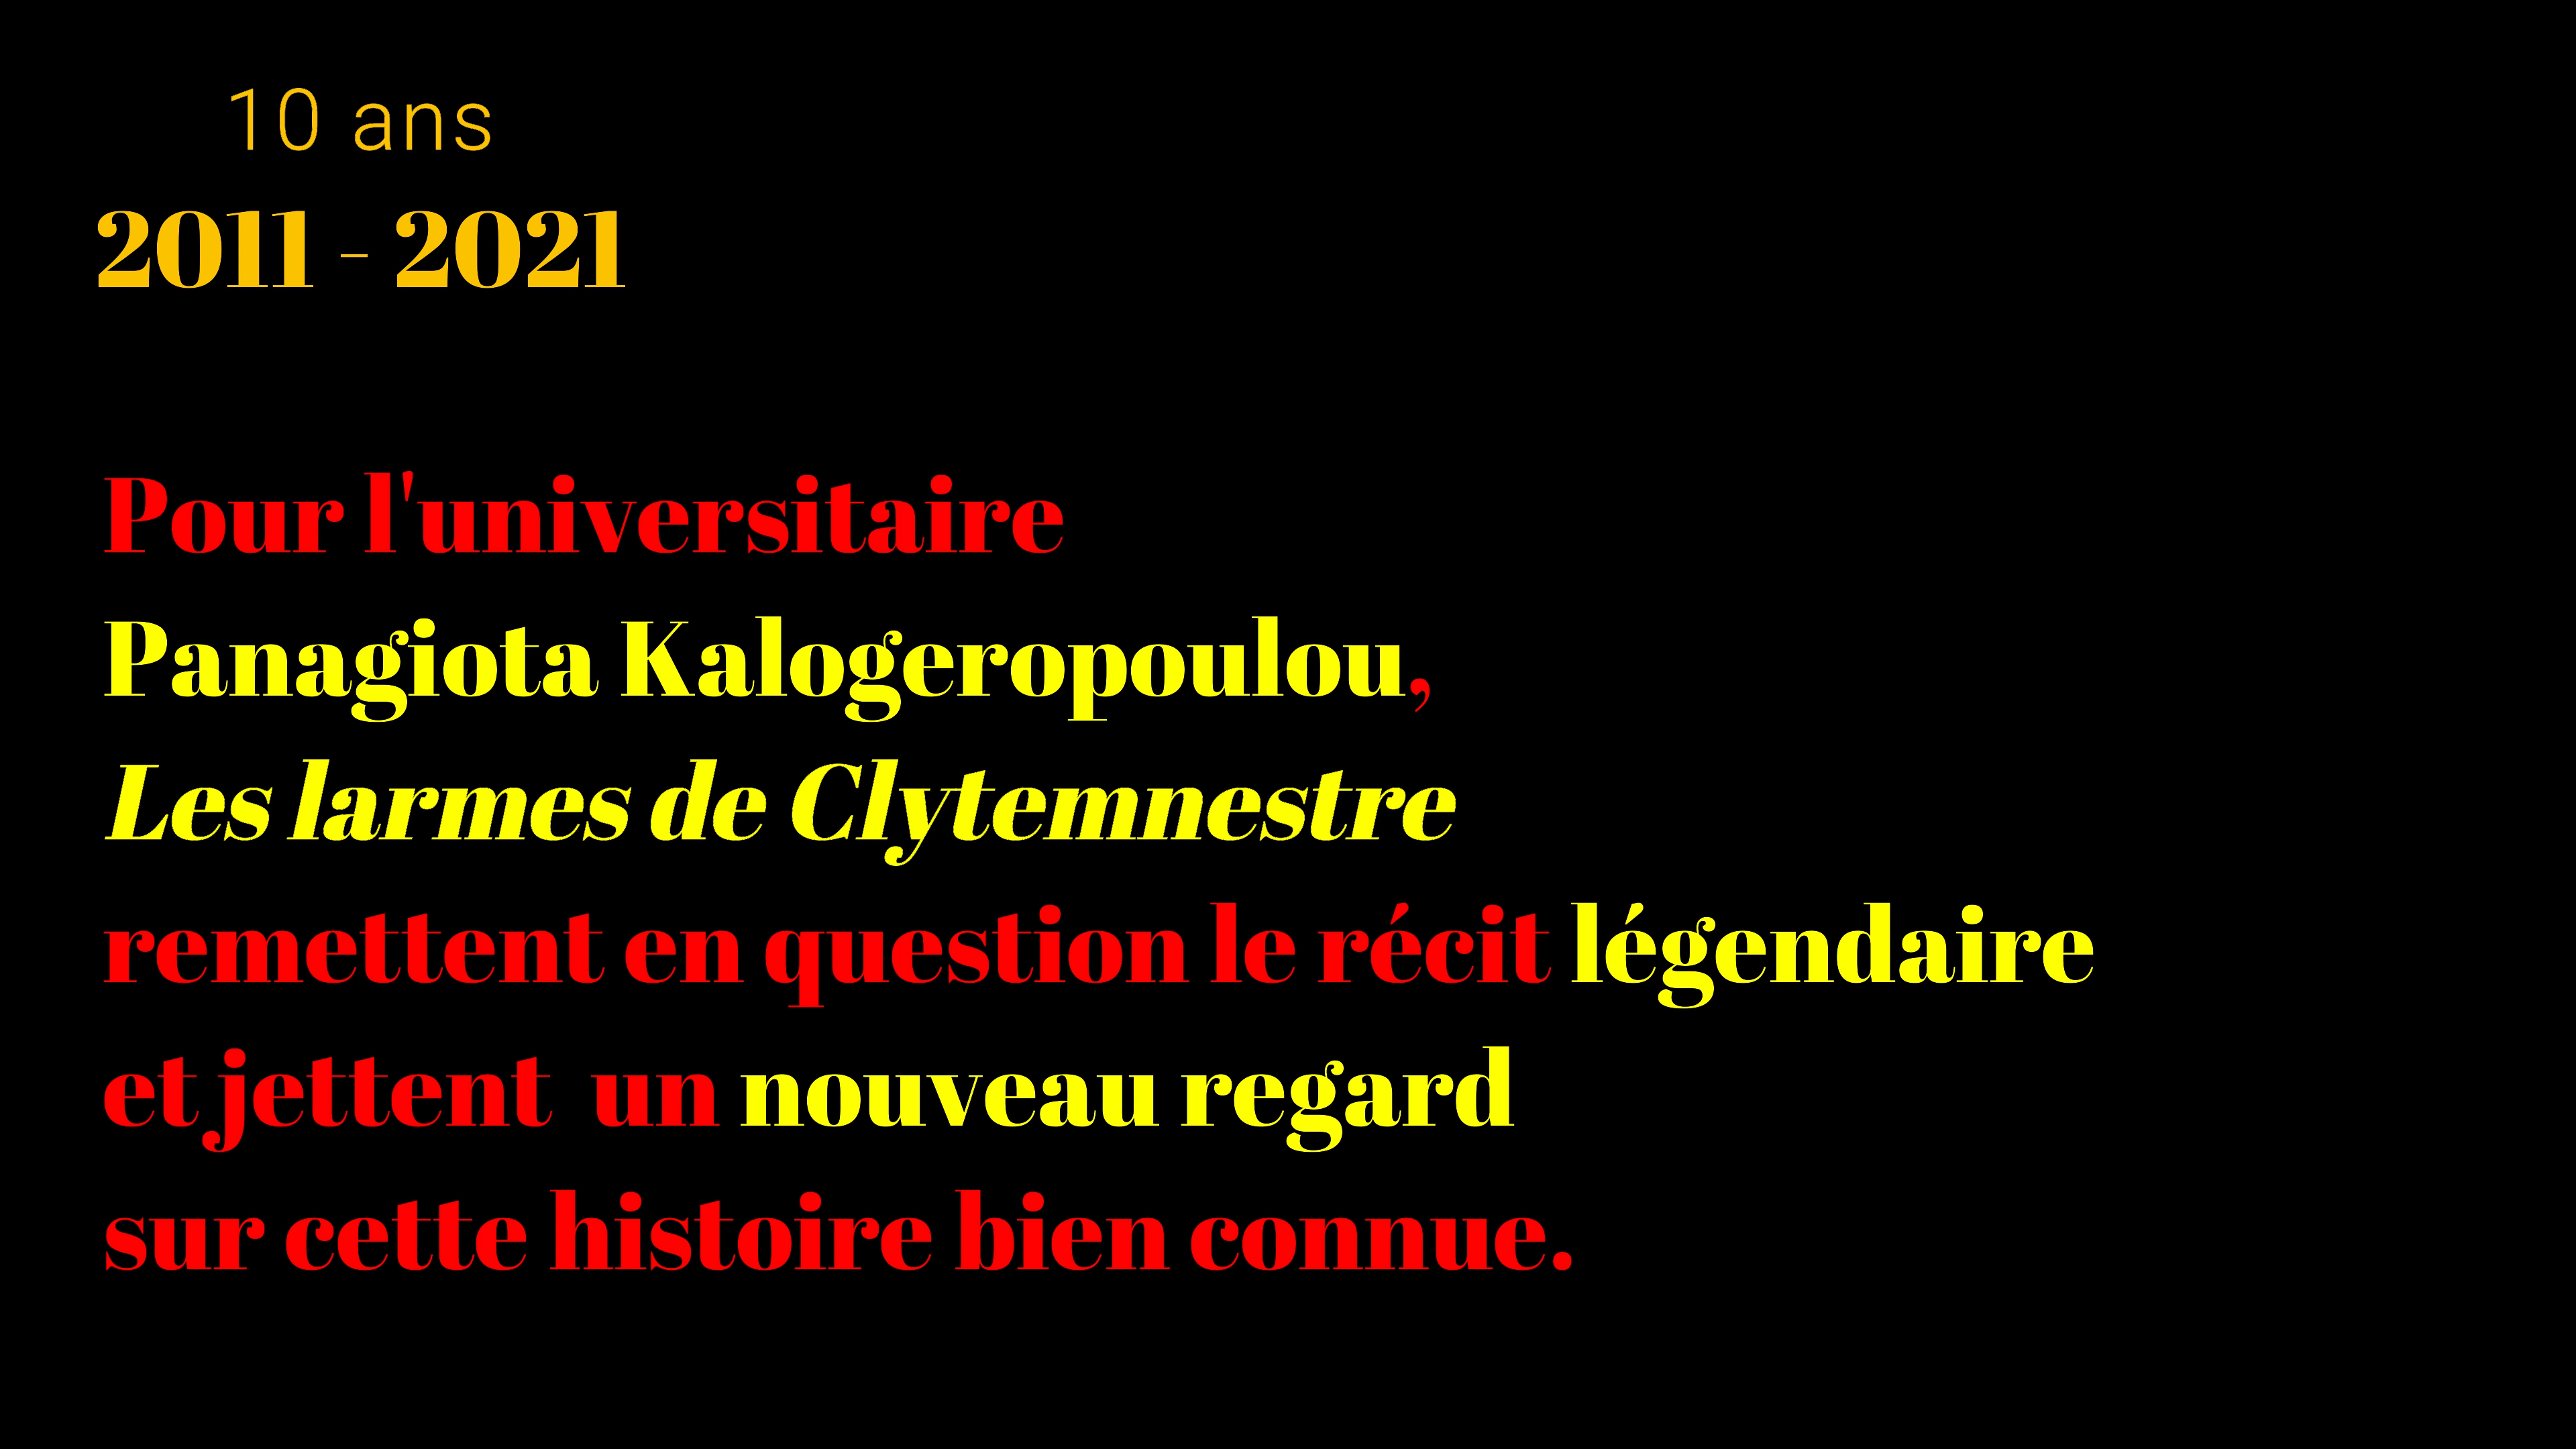 10 ans
2011 - 2021
Pour l'universitaire
Panagiota Kalogeropoulou,
Les larmes de Clytemnestre
remettent en question le récit légendaire
et jettent  un nouveau regard
sur cette histoire bien connue.